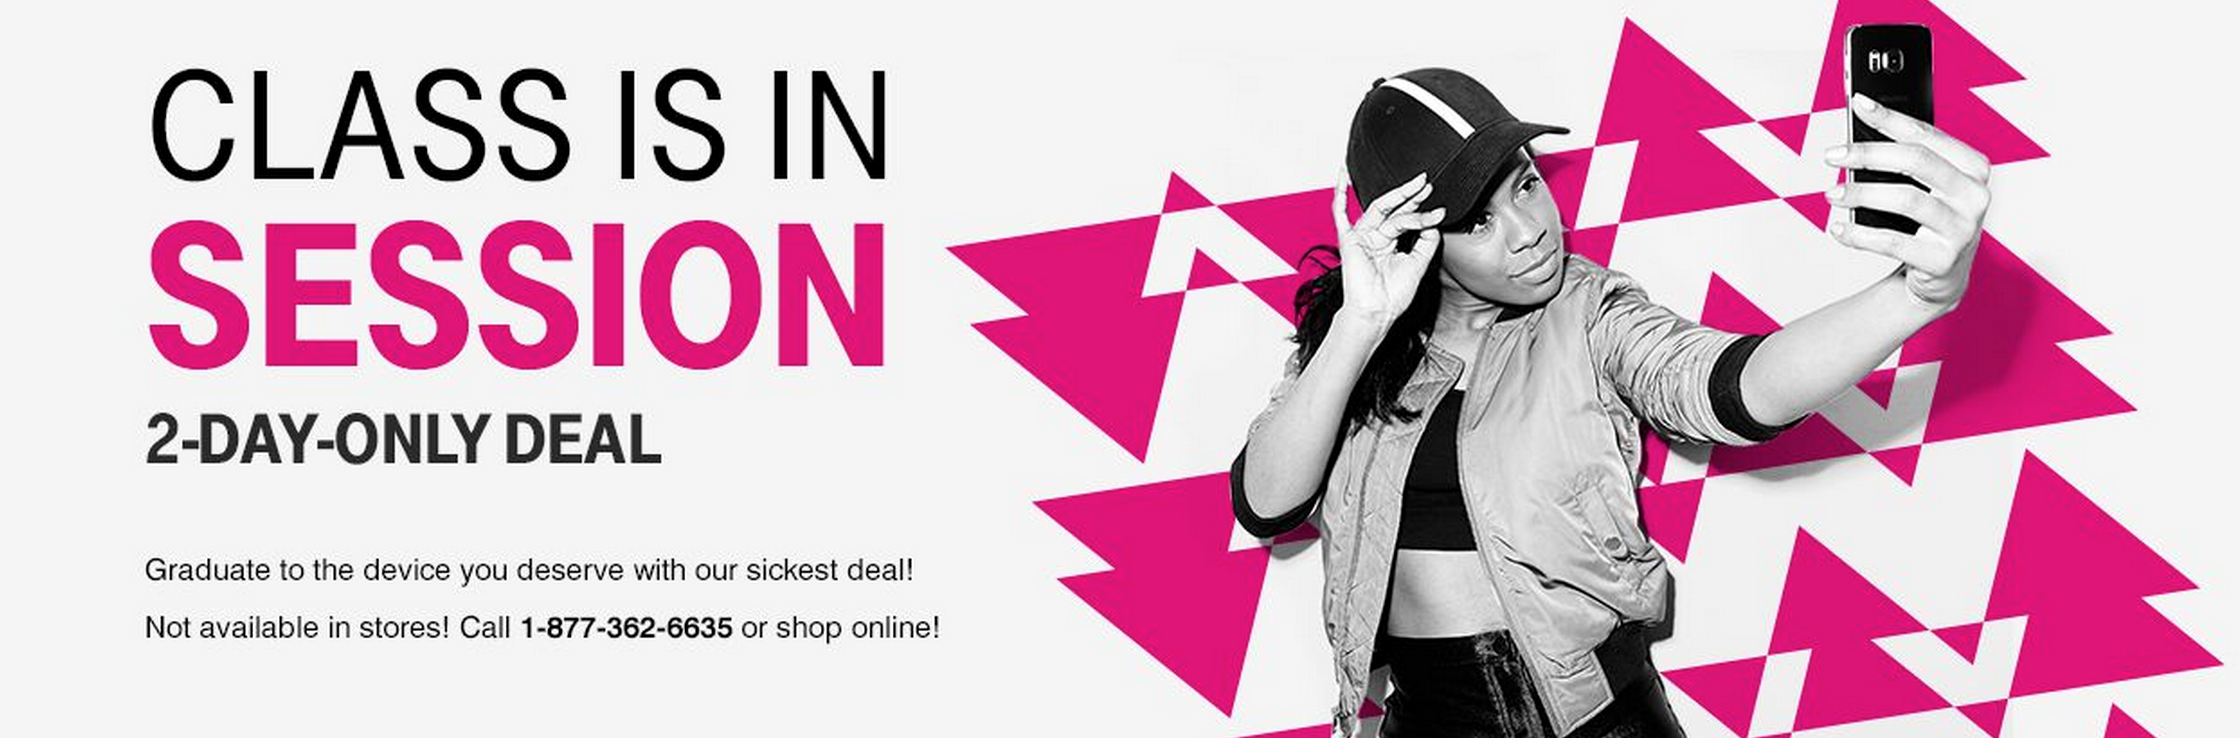 CLASS IS IN
SESSION
2-DAY-ONLY DEAL
Graduate to the device you deserve with our sickest deal!
Not available in stores! Call 1-877-362-6635 or shop online!